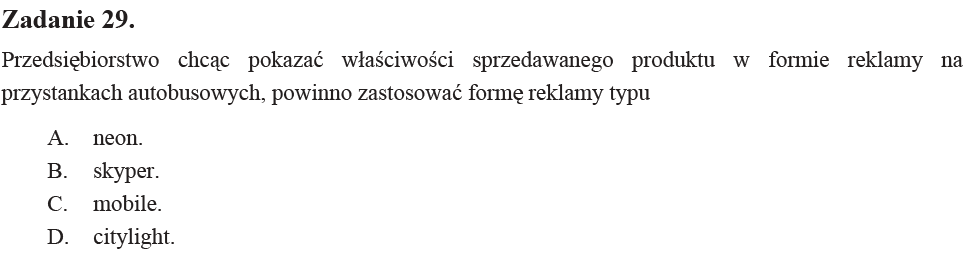 Zadanie 29.
Przedsiębiorstwo chcąc pokazać właściwości sprzedawanego produktu w formie reklamy na
przystankach autobusowych, powinno zastosować formę reklamy typu
A. neon.
B. skyper.
C. mobile.
D. citylight.